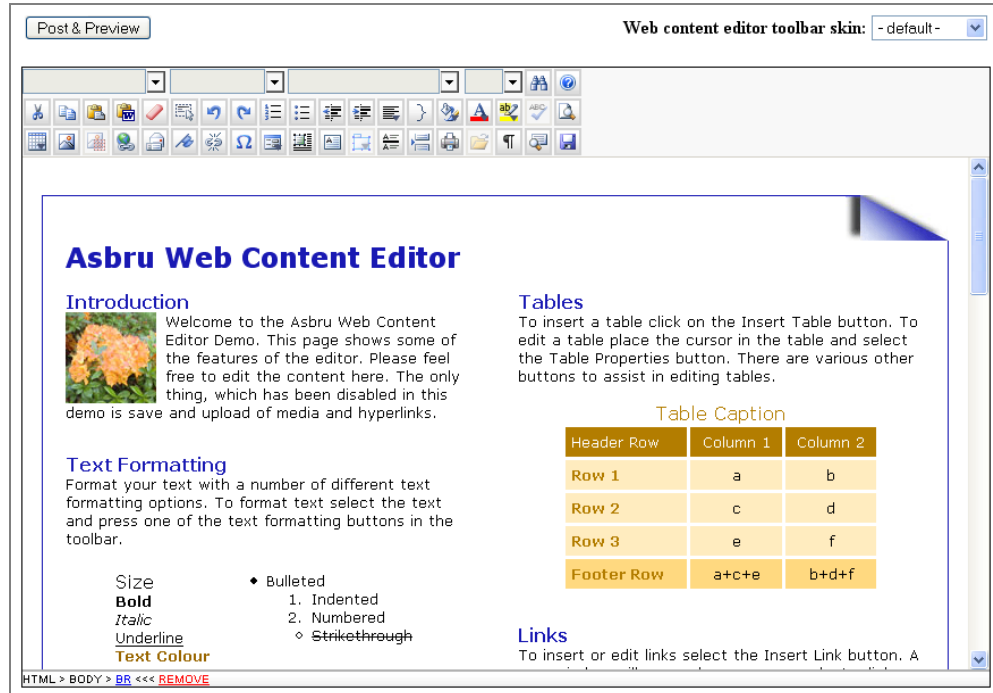 Post & Preview
Web content editor toolbar skin: - default -
Asbru Web Content Editor
Introduction
Welcome to the Asbru Web Content
Editor Demo. This page shows some of
the features of the editor. Please feel
free to edit the content here. The only
thing, which has been disabled in this
demo is save and upload of media and hyperlinks.
Text Formatting
Format your text with a number of different text
formatting options. To format text select the text
and press one of the text formatting buttons in the
toolbar.
Size
Bold
Italic
Underline
Text Colour
Bulleted
1. Indented
2. Numbered
Strikethrough
Tables
To insert a table click on the Insert Table button. To
edit a table place the cursor in the table and select
the Table Properties button. There are various other
buttons to assist in editing tables.
Table Caption
Header Row Column 1 Column 2
Row 1 a b
Row 2 c d
Row 3 e f
Footer Row a+c+e b+d+f
Links
To insert or edit links select the Insert Link button. A
HTML > BODY > BR <<< REMOVE